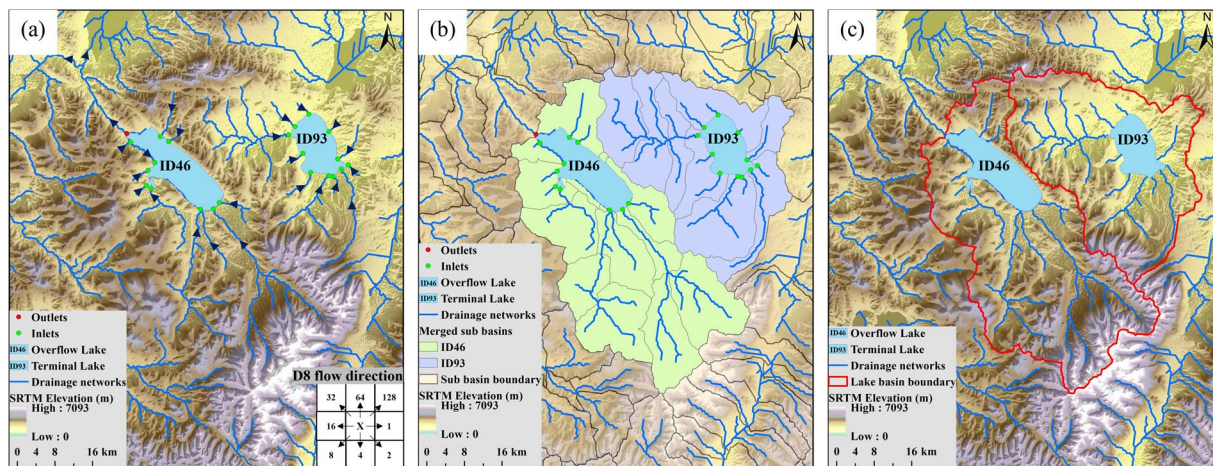 (a)
N
ID46
ID93
Outlets
Inlets
ID46 Overflow Lake
ID93 Terminal Lake
Drainage networks
SRTM Elevation (m)
High : 7093
Low : 0
0 4 8 16 km
D8 flow direction
32 64 128
16 X 1
8 4 2
(b)
N
ID46
ID93
Outlets
Inlets
ID46 Overflow Lake
ID93 Terminal Lake
Drainage networks
Merged sub basins
ID46
ID93
Sub basin boundary
SRTM Elevation (m)
High : 7093
Low : 0
0 4 8 16 km
(c)
N
ID46
ID93
ID46 Overflow Lake
ID93 Terminal Lake
Drainage networks
Lake basin boundary
SRTM Elevation (m)
High : 7093
Low : 0
0 4 8 16 km